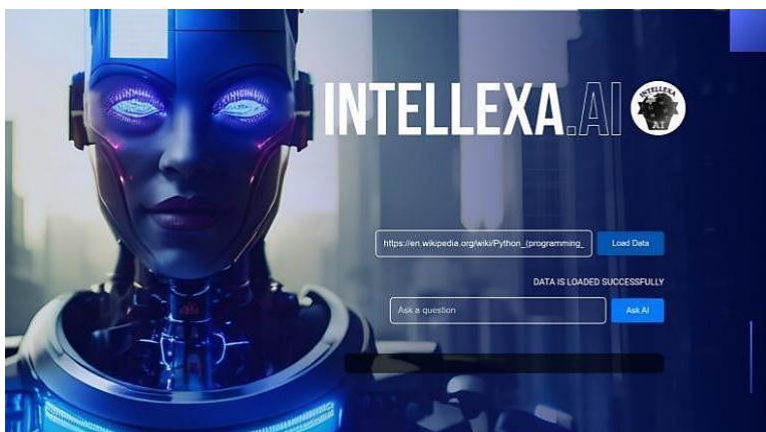 INTELLEXA.AI
INTELLEXA
AI
https://en.wikipedia.org/wiki/Python_(programming_
Load Data
DATA IS LOADED SUCCESSFULLY
Ask a question
Ask AI